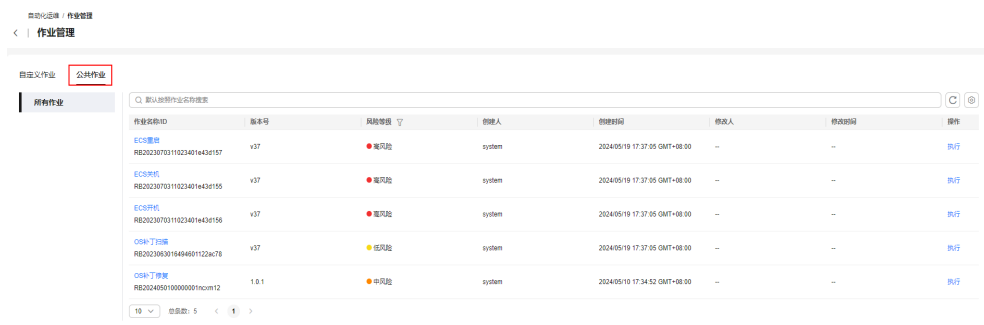 自动化运维 / 作业管理
作业管理
自定义作业 公共作业
所有作业
默认按照作业名称搜索
作业名称/ID 版本号 风险等级 创建人 创建时间 修改人 修改时间 操作
ECS重启
RB2023070311023401e43d157 v37 高风险 system 2024/05/19 17:37:05 GMT+08:00 -- -- 执行
ECS关机
RB2023070311023401e43d155 v37 高风险 system 2024/05/19 17:37:05 GMT+08:00 -- -- 执行
ECS开机
RB2023070311023401e43d156 v37 高风险 system 2024/05/19 17:37:05 GMT+08:00 -- -- 执行
OS补丁扫描
RB2023063016494601122ac78 v37 低风险 system 2024/05/19 17:37:05 GMT+08:00 -- -- 执行
OS补丁修复
RB2024050100000001ncxm12 1.0.1 中风险 system 2024/05/10 17:34:52 GMT+08:00 -- -- 执行
10 总条数: 5 < 1 >